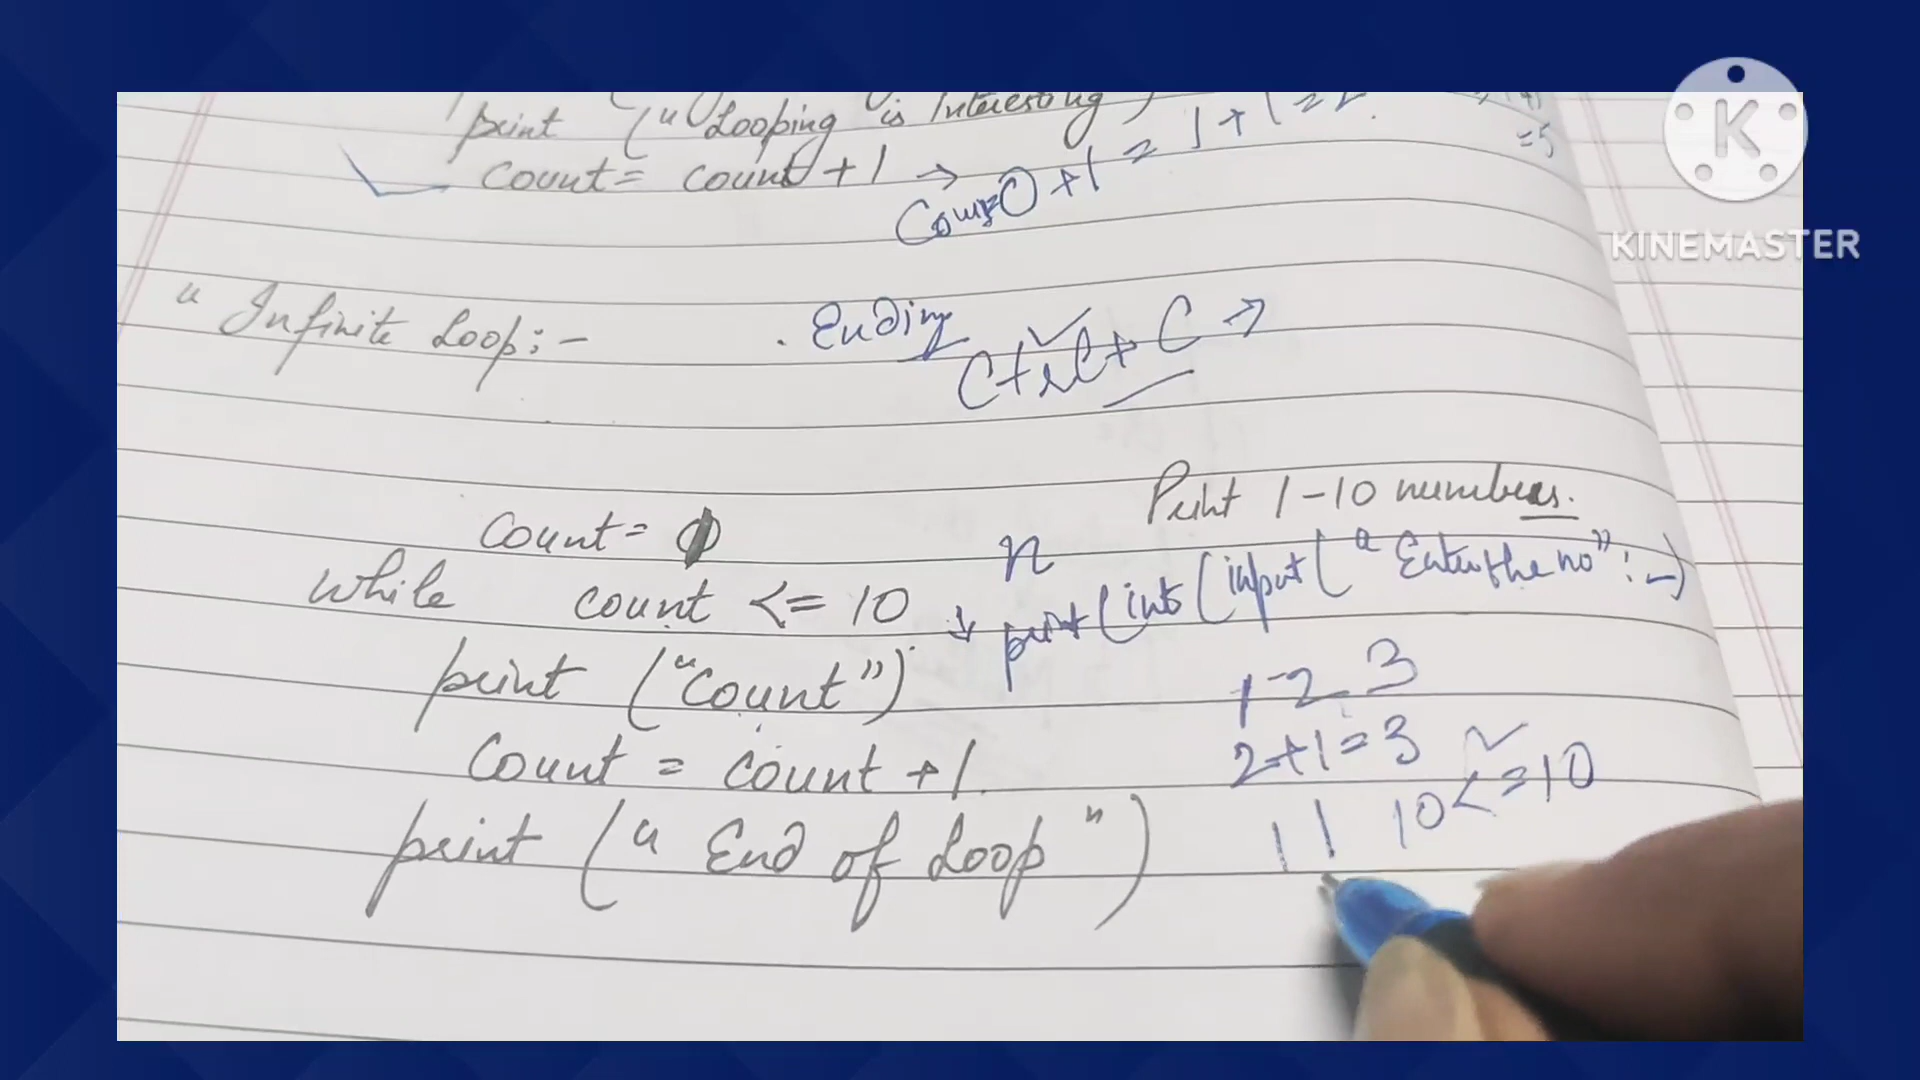 print (" Looping is Interesting )
count = count + 1 → Count 0 + 1 = 1 + 1 = 2
= 5
K
KINEMASTER
" Infinite Loop :- . Ending
Ctrl + C →
Print 1-10 numbers.
count =
n
while count <= 10 ↓ print (int (input ( " Enter the no" : -)
print ("count")
1 2 3
count = count + 1
2+1 = 3
10 <= 10
print (" End of Loop ")
11